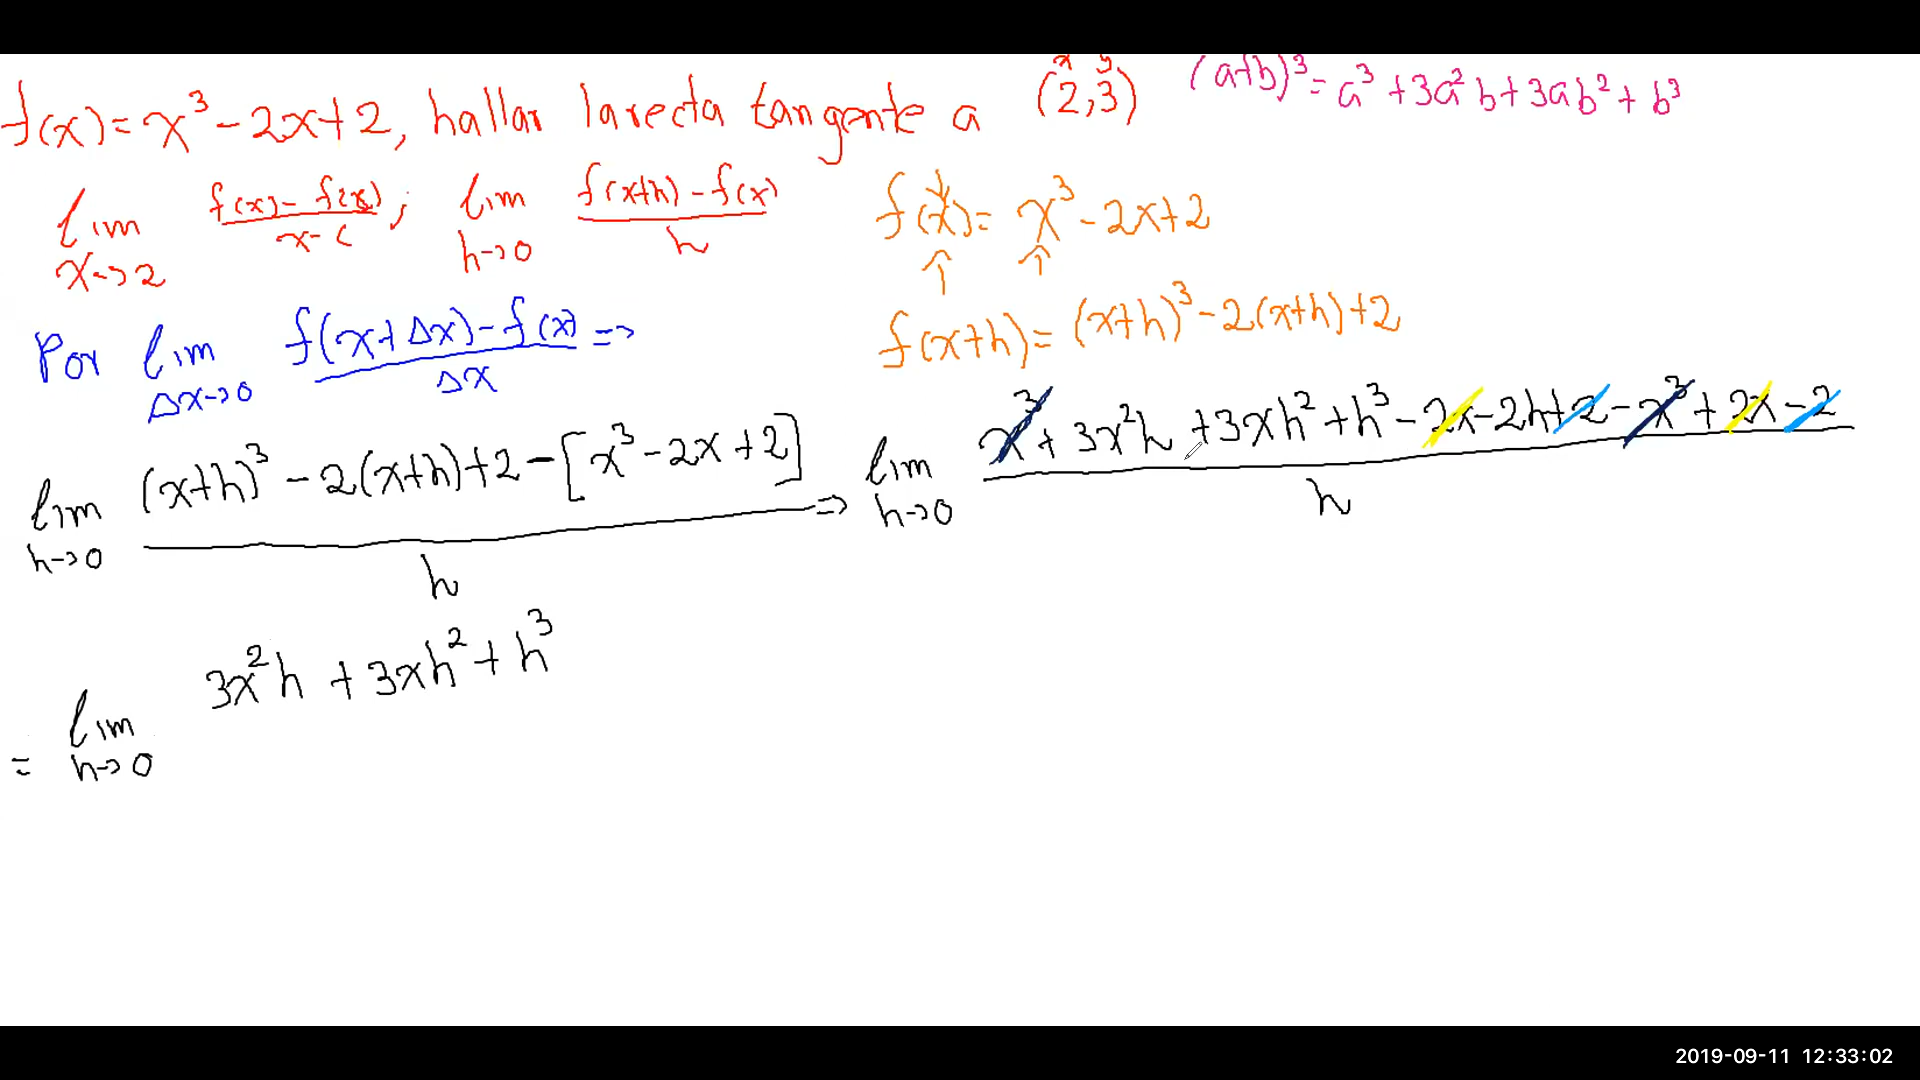 f(x) = x³ - 2x + 2, hallar la recta tangente a (2,3)
x y
(a+b)³ = a³ + 3a²b + 3ab² + b³
lim x→2 f(x) - f(c) / x - c ; lim h→0 f(x+h) - f(x) / h
f(x) = x³ - 2x + 2
Por lim Δx→0 f(x+Δx) - f(x) / Δx =>
f(x+h) = (x+h)³ - 2(x+h) + 2
lim h→0 (x+h)³ - 2(x+h) + 2 - [x³ - 2x + 2] / h => lim h→0 x³ + 3x²h + 3xh² + h³ - 2x - 2h + 2 - x³ + 2x - 2 / h
= lim h→0 3x²h + 3xh² + h³
2019-09-11 12:33:02